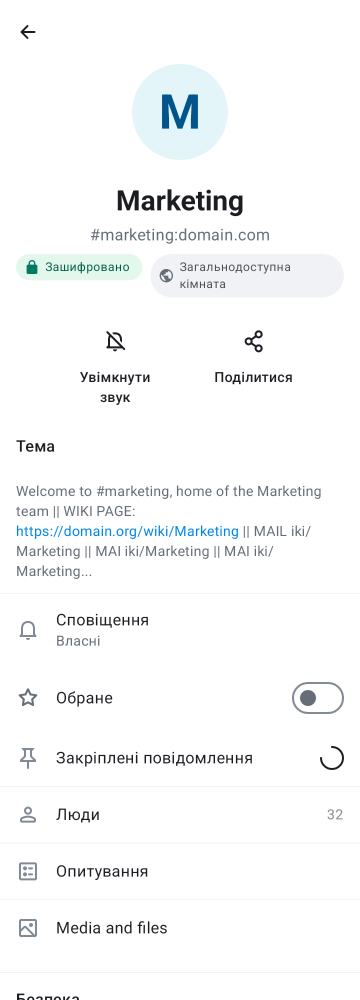 M
Marketing
#marketing:domain.com
Зашифровано
Загальнодоступна
кімната
Увімкнути
звук
Поділитися
Тема
Welcome to #marketing, home of the Marketing
team || WIKI PAGE:
https://domain.org/wiki/Marketing || MAIL iki/
Marketing || MAI iki/Marketing || MAI iki/
Marketing...
Сповіщення
Власні
Обране
Закріплені повідомлення
Люди 32
Опитування
Media and files
Безпека